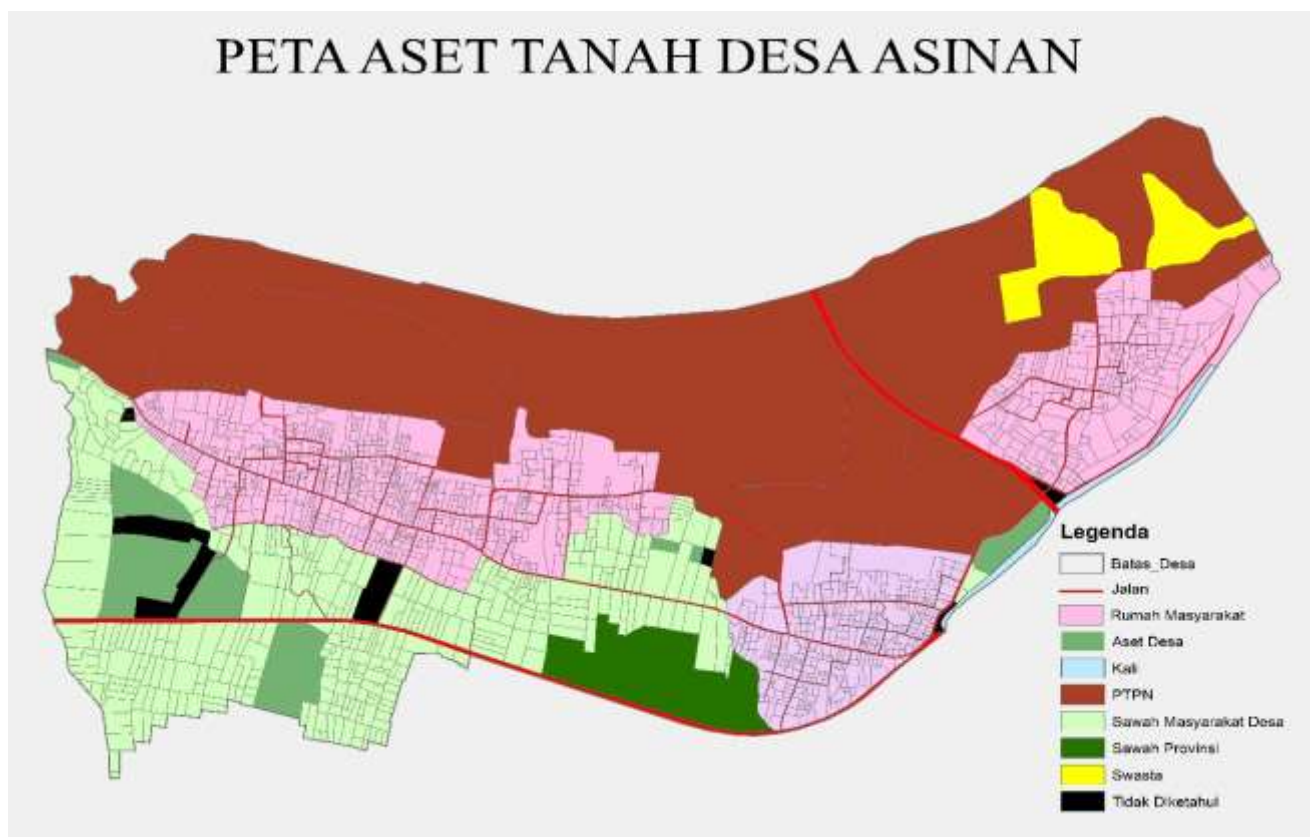 PETA ASET TANAH DESA ASINAN
Legenda
Batas_Desa
Jalan
Rumah Masyarakat
Aset Desa
Kali
PTPN
Sawah Masyarakat Desa
Sawah Provinsi
Swasta
Tidak Diketahui